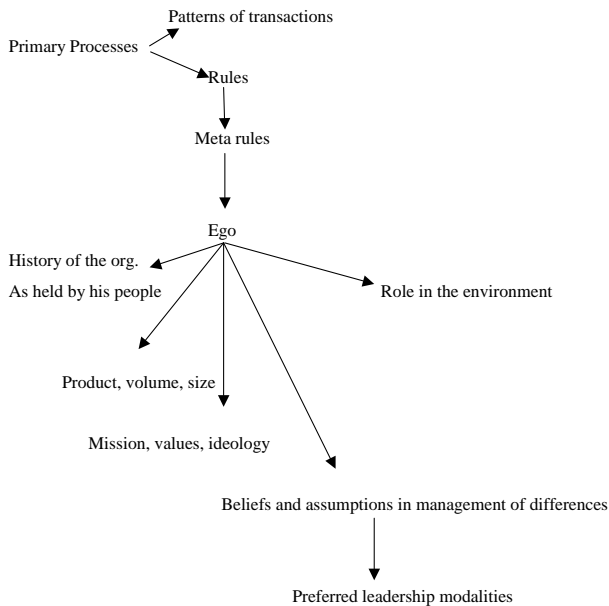 Patterns of transactions
Primary Processes
Rules
Meta rules
Ego
History of the org.
As held by his people
Role in the environment
Product, volume, size
Mission, values, ideology
Beliefs and assumptions in management of differences
Preferred leadership modalities